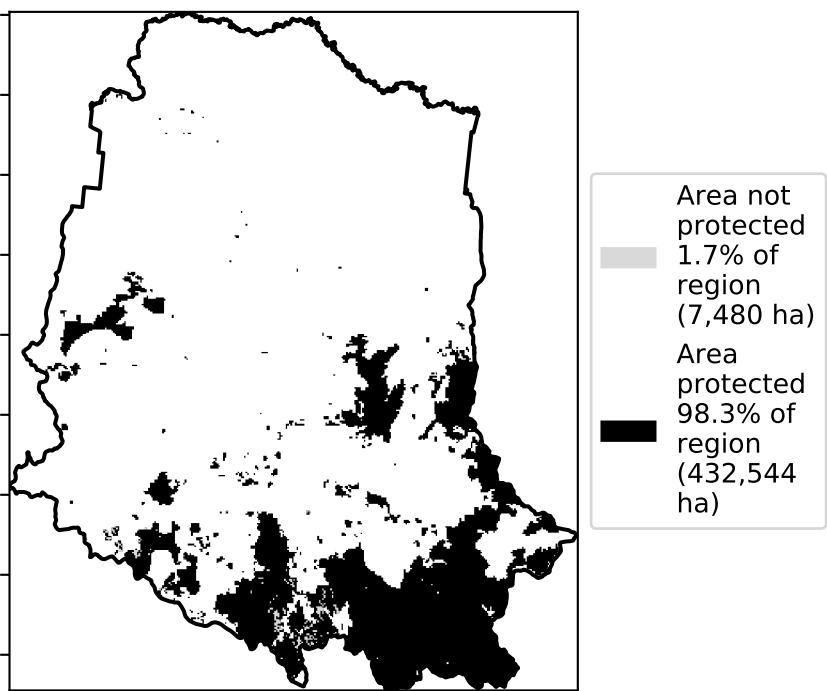 Area not
protected
1.7% of
region
(7,480 ha)
Area
protected
98.3% of
region
(432,544
ha)